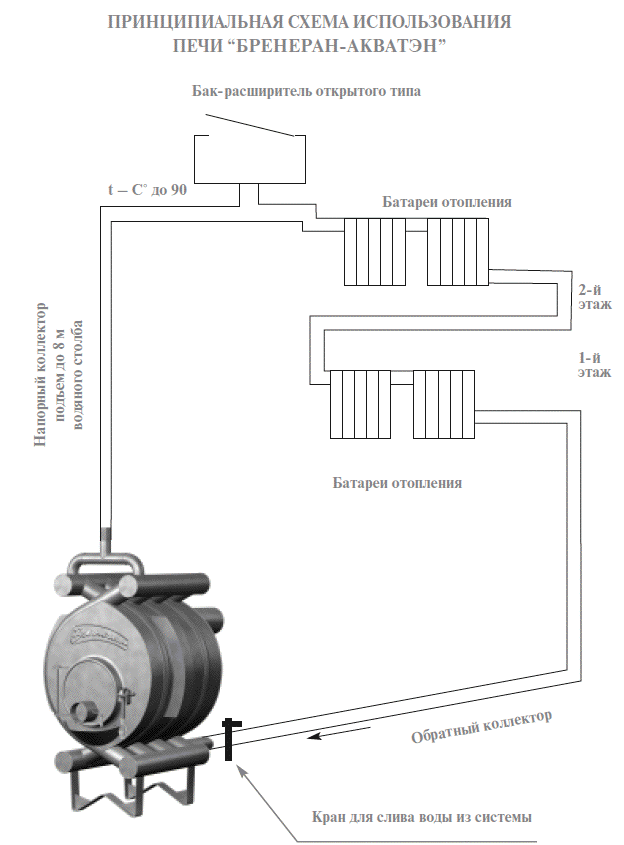 ПРИНЦИПИАЛЬНАЯ СХЕМА ИСПОЛЬЗОВАНИЯ
ПЕЧИ “БРЕНЕРАН-АКВАТЭН”
Бак-расширитель открытого типа
t – C° до 90
Батареи отопления
2-й
этаж
Напорный коллектор
подъем до 8 м
водяного столба
1-й
этаж
Батареи отопления
Обратный коллектор
Кран для слива воды из системы